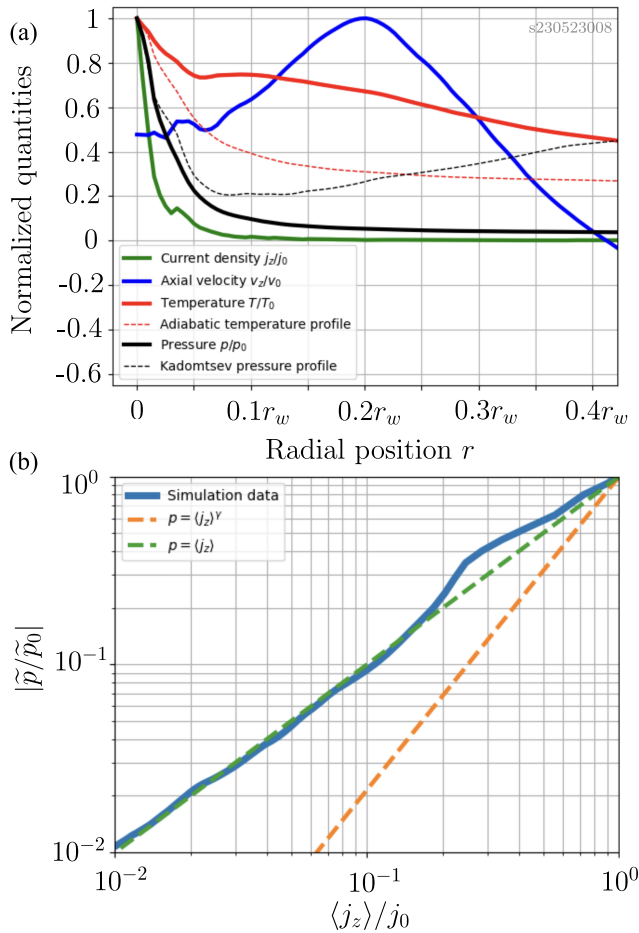 (a)
s230523008
Normalized quantities
1
0.8
0.6
0.4
0.2
0
-0.2
-0.4
-0.6
Current density j_z/j_0
Axial velocity v_z/v_0
Temperature T/T_0
Adiabatic temperature profile
Pressure p/p_0
Kadomtsev pressure profile
0 0.1r_w 0.2r_w 0.3r_w 0.4r_w
Radial position r
(b)
10^0
10^{-1}
10^{-2}
|p̃/p̃_0|
Simulation data
p = ⟨j_z⟩^γ
p = ⟨j_z⟩
10^{-2} 10^{-1} 10^0
⟨j_z⟩/j_0